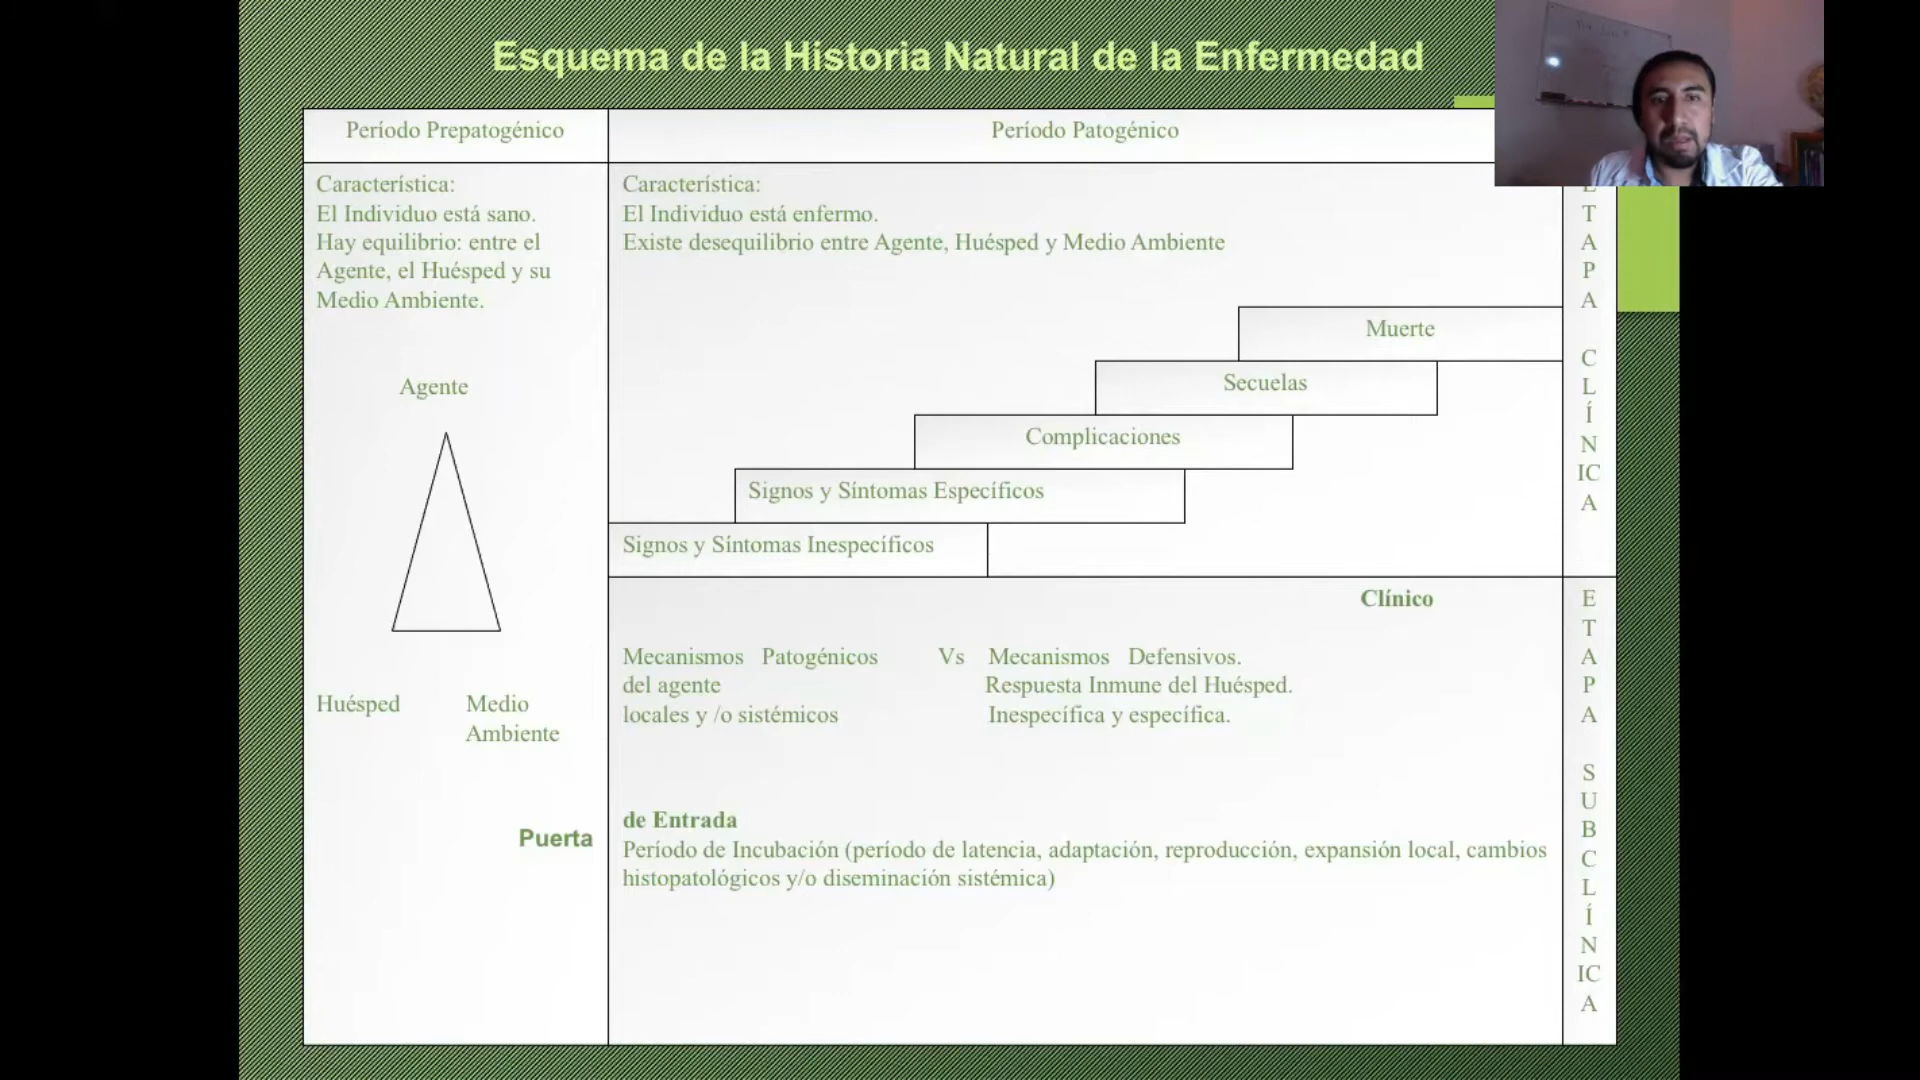 Esquema de la Historia Natural de la Enfermedad
Período Prepatogénico
Período Patogénico
Característica:
El Individuo está sano.
Hay equilibrio: entre el
Agente, el Huésped y su
Medio Ambiente.
Agente
Huésped
Medio
Ambiente
Puerta
Característica:
El Individuo está enfermo.
Existe desequilibrio entre Agente, Huésped y Medio Ambiente
Muerte
Secuelas
Complicaciones
Signos y Síntomas Específicos
Signos y Síntomas Inespecíficos
Clínico
Mecanismos Patogénicos Vs Mecanismos Defensivos.
del agente Respuesta Inmune del Huésped.
locales y /o sistémicos Inespecífica y específica.
de Entrada
Período de Incubación (período de latencia, adaptación, reproducción, expansión local, cambios
histopatológicos y/o diseminación sistémica)
E
T
A
P
A
C
L
Í
N
IC
A
E
T
A
P
A
S
U
B
C
L
Í
N
IC
A